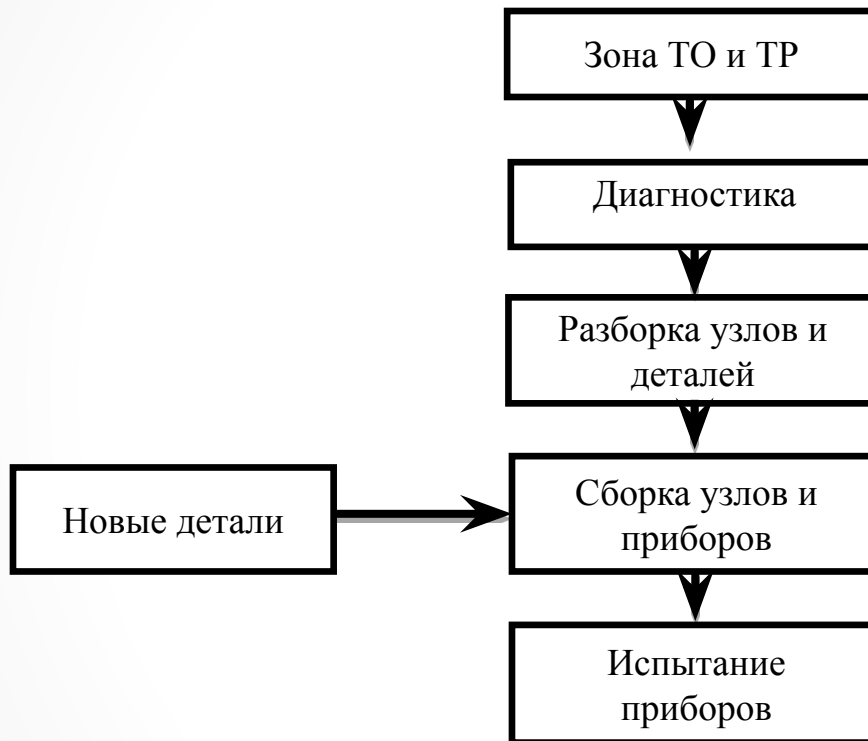 Зона ТО и ТР
Диагностика
Разборка узлов и
деталей
Новые детали
Сборка узлов и
приборов
Испытание
приборов